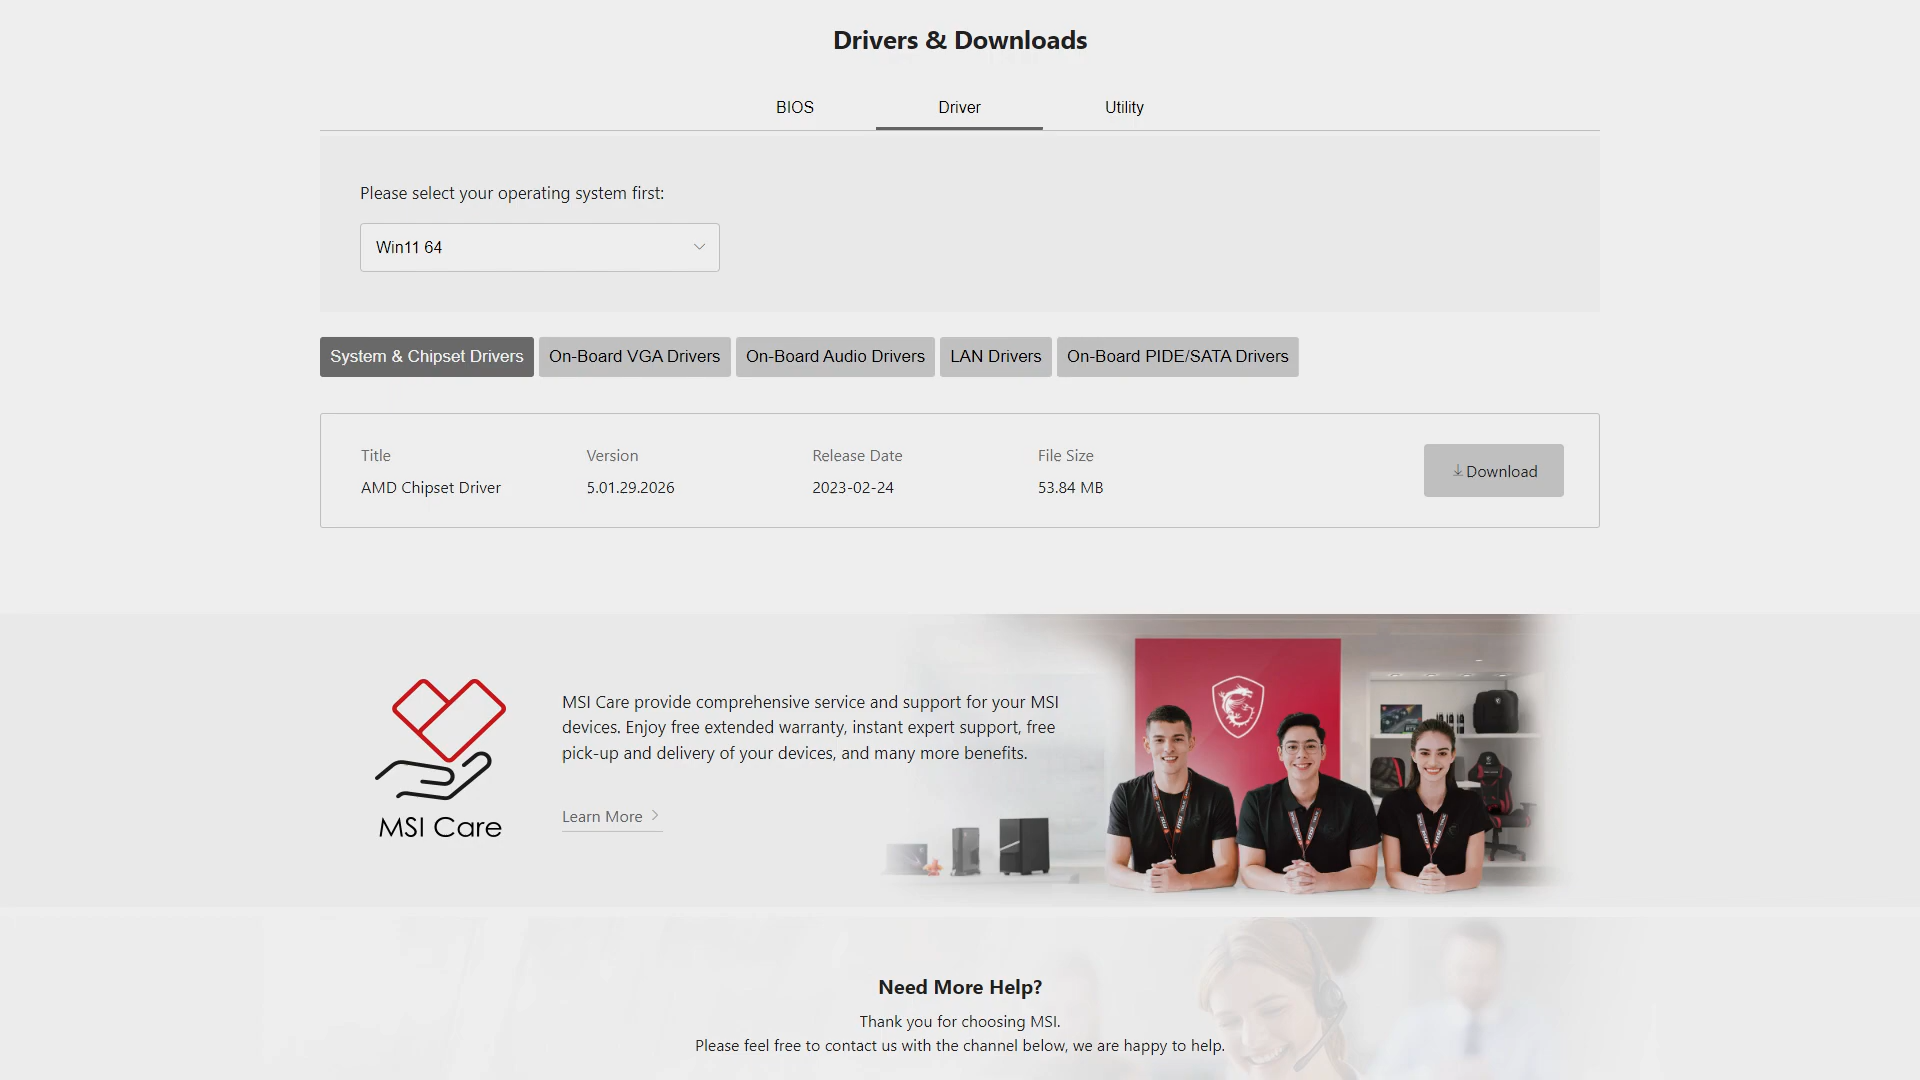 Drivers & Downloads
BIOS
Driver
Utility
Please select your operating system first:
Win11 64
System & Chipset Drivers
On-Board VGA Drivers
On-Board Audio Drivers
LAN Drivers
On-Board PIDE/SATA Drivers
Title
Version
Release Date
File Size
AMD Chipset Driver
5.01.29.2026
2023-02-24
53.84 MB
Download
MSI Care provide comprehensive service and support for your MSI
devices. Enjoy free extended warranty, instant expert support, free
pick-up and delivery of your devices, and many more benefits.
Learn More
MSI Care
Need More Help?
Thank you for choosing MSI.
Please feel free to contact us with the channel below, we are happy to help.